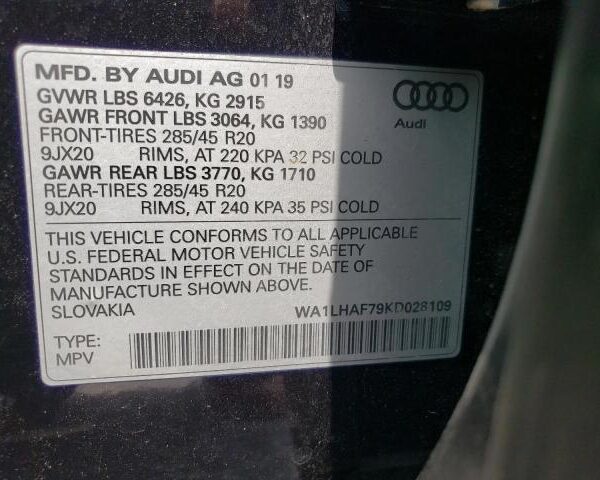 MFD. BY AUDI AG 01 19
GVWR LBS 6426, KG 2915
GAWR FRONT LBS 3064, KG 1390
FRONT-TIRES 285/45 R20
9JX20 RIMS, AT 220 KPA 32 PSI COLD
GAWR REAR LBS 3770, KG 1710
REAR-TIRES 285/45 R20
9JX20 RIMS, AT 240 KPA 35 PSI COLD
Audi
THIS VEHICLE CONFORMS TO ALL APPLICABLE
U.S. FEDERAL MOTOR VEHICLE SAFETY
STANDARDS IN EFFECT ON THE DATE OF
MANUFACTURE SHOWN ABOVE.
SLOVAKIA WA1LHAF79KD028109
TYPE:
MPV